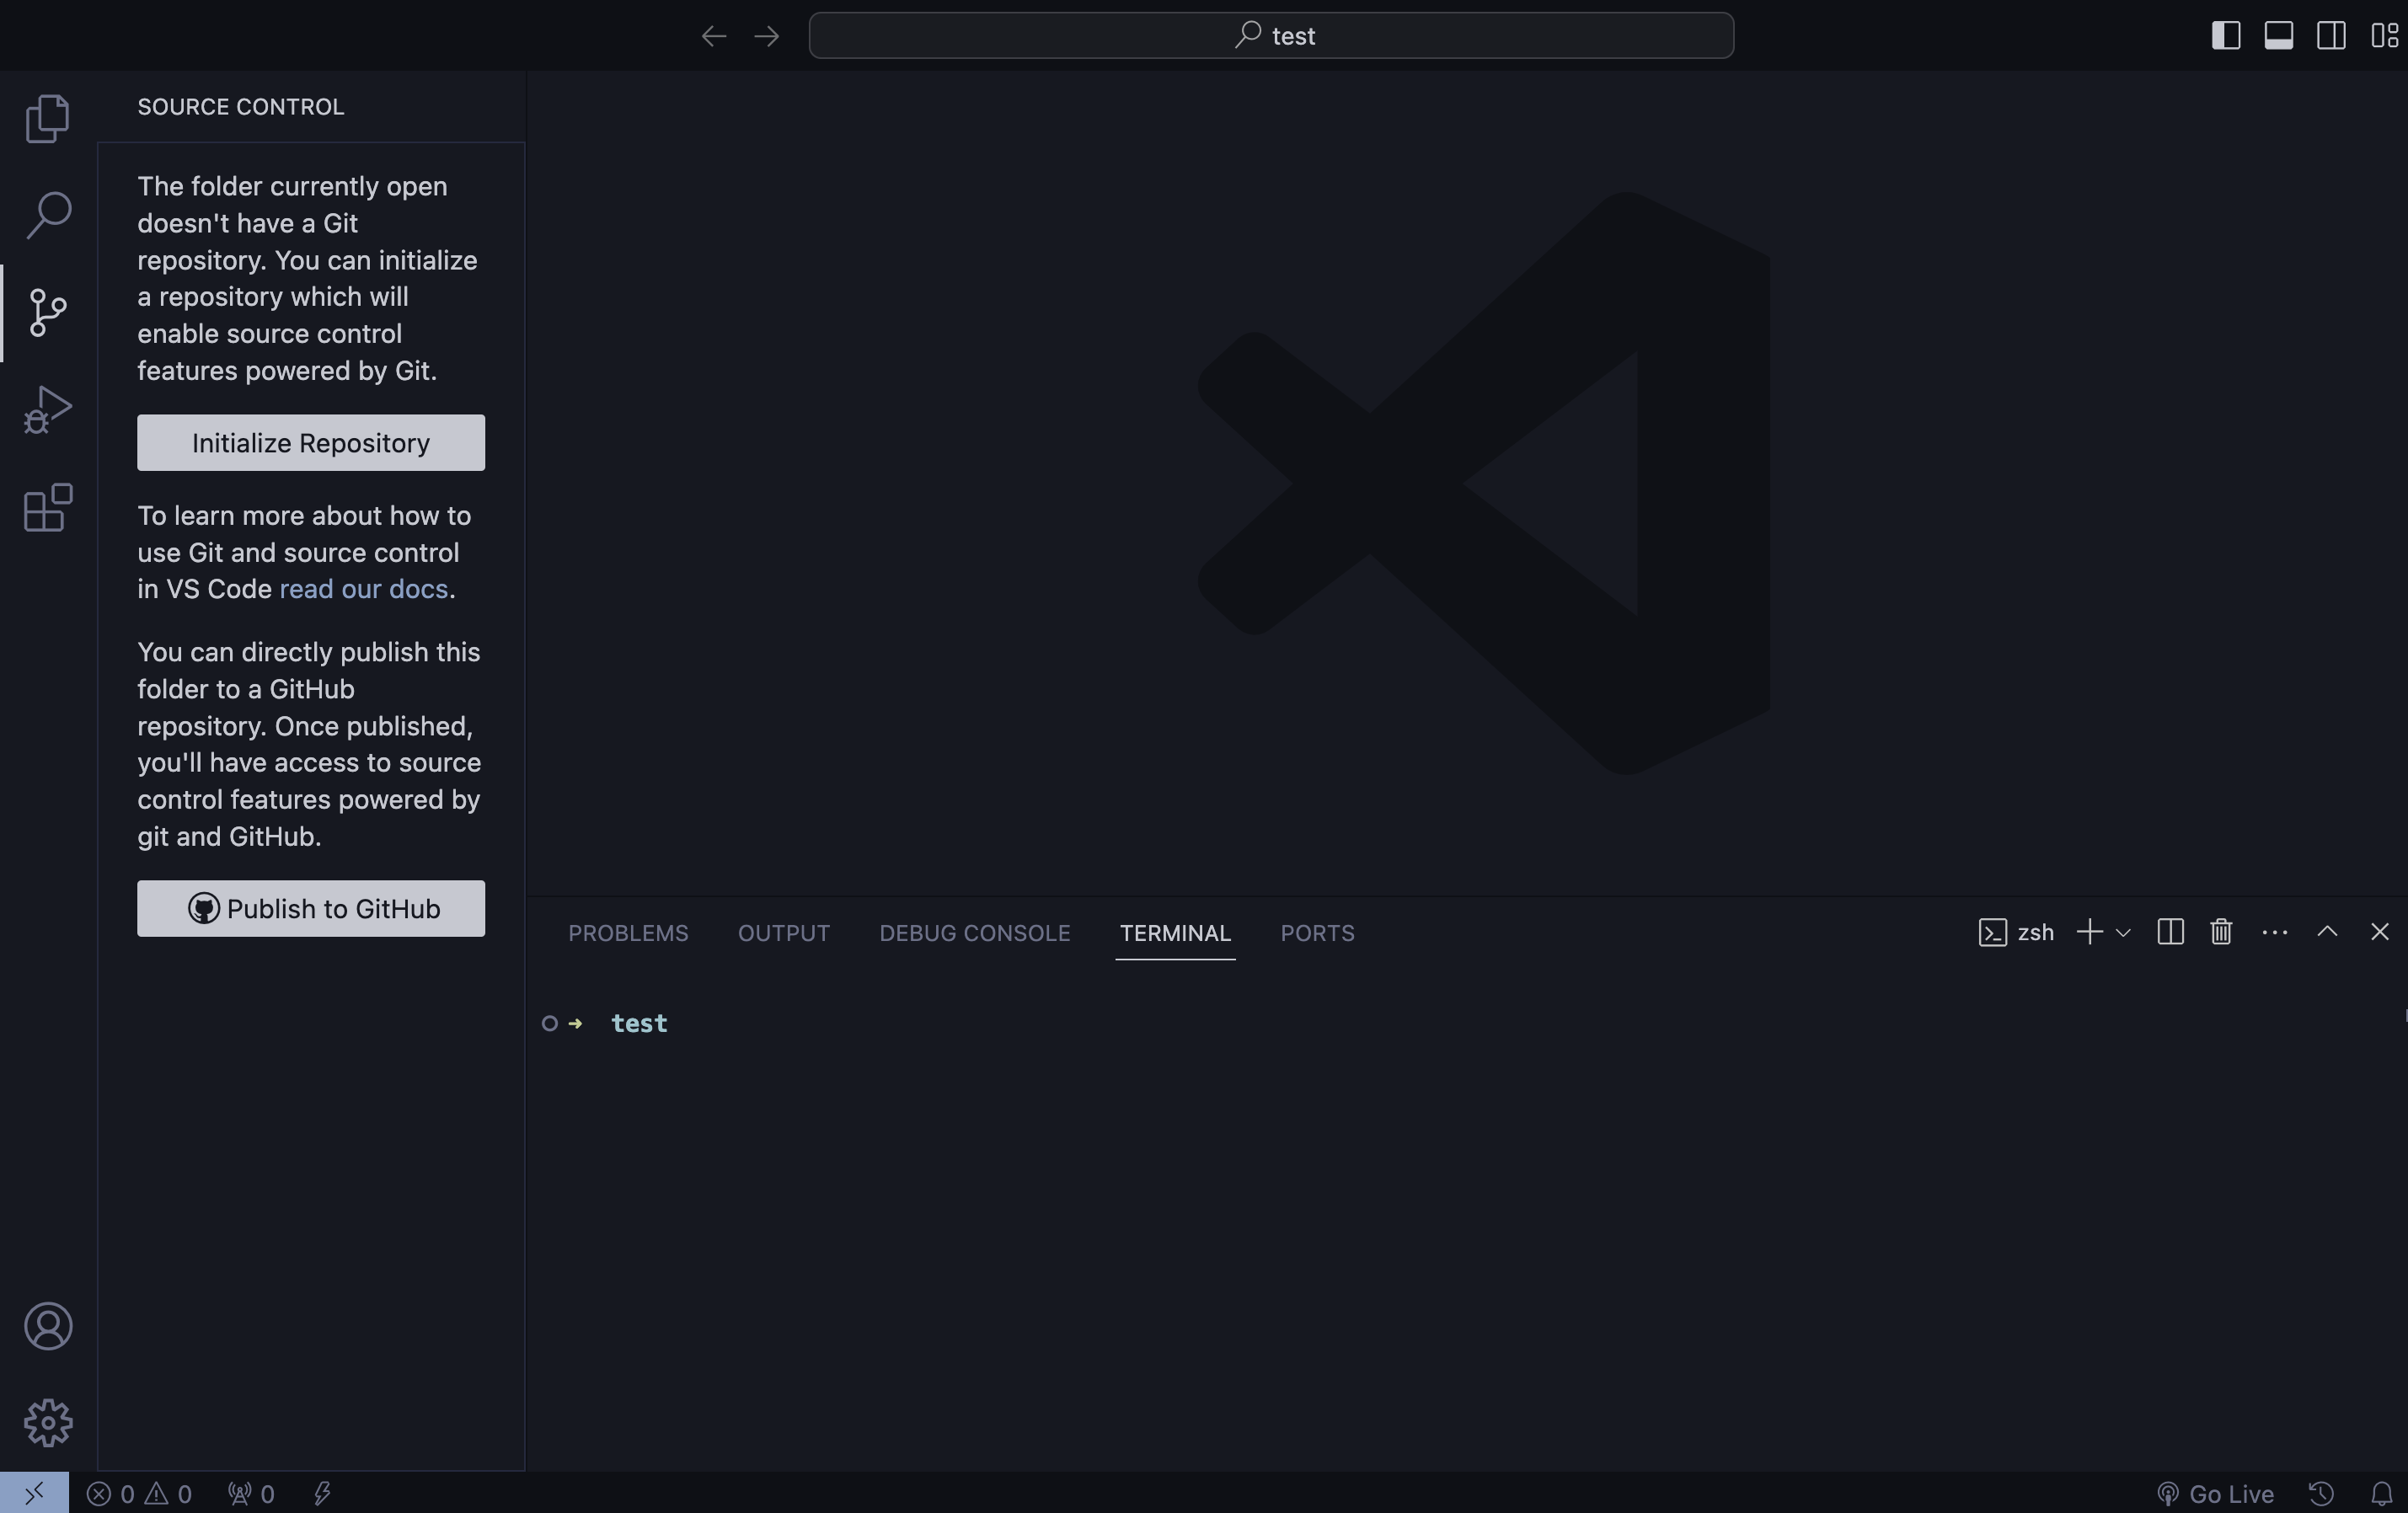 test
SOURCE CONTROL
The folder currently open
doesn't have a Git
repository. You can initialize
a repository which will
enable source control
features powered by Git.
Initialize Repository
To learn more about how to
use Git and source control
in VS Code read our docs.
You can directly publish this
folder to a GitHub
repository. Once published,
you'll have access to source
control features powered by
git and GitHub.
Publish to GitHub
PROBLEMS OUTPUT DEBUG CONSOLE TERMINAL PORTS zsh
test
0 0 0 Go Live